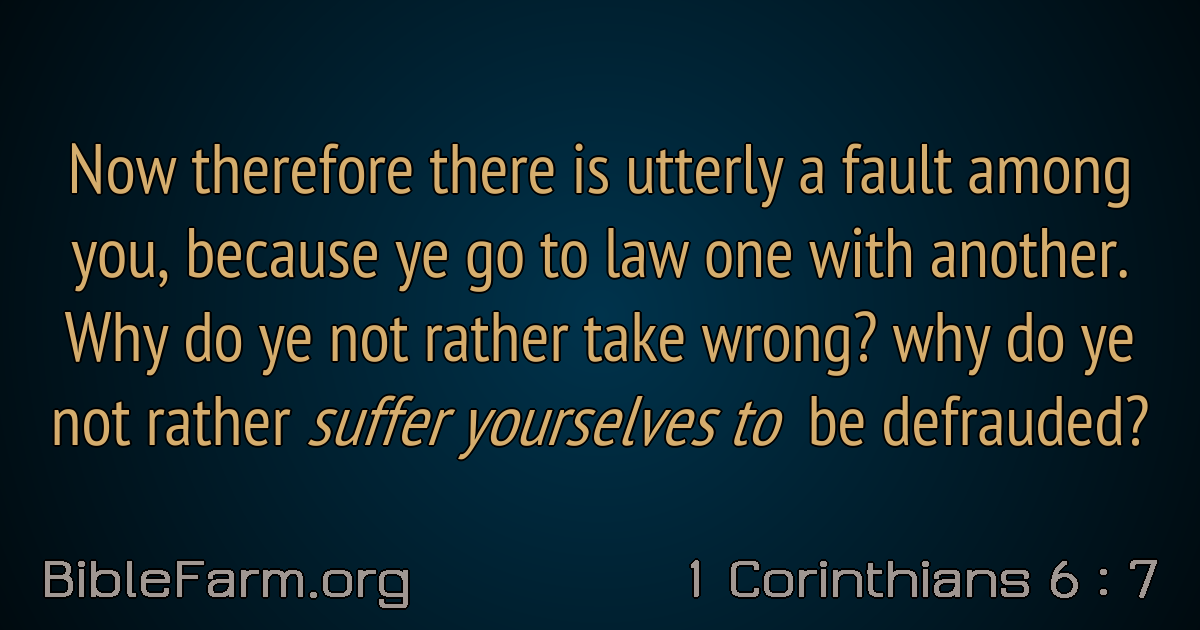 Now therefore there is utterly a fault among
you, because ye go to law one with another.
Why do ye not rather take wrong? why do ye
not rather suffer yourselves to be defrauded?
BibleFarm.org
1 Corinthians 6 : 7